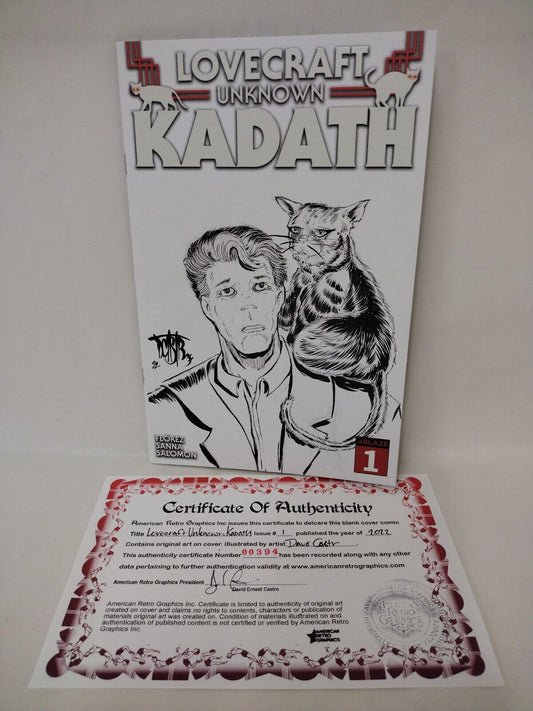 LOVECRAFT
UNKNOWN
KADATH
FLOREZ
SANNA
SALOMON
ABLAZE
1
Certificate Of Authenticity
American Retro Graphics Inc issues this certificate to delcare this blank cover comic
Title Lovecraft Unknown Kadath Issue # 1 published the year of 2022
Contains original art on cover. Illustrated by artist Dave Castr
This authenticity certificate Number 00394 has been recorded along with any other
data pertaining to further authentication validity at www.americanretrographics.com
American Retro Graphics President
David Ernest Castro
American Retro Graphics Inc. Certificate is limited to authenticity of original art
created on cover and claims no rights to contents, characters or publishing of
materials original art was created on. Condition of materials illustrated on and
authentication of published content is not certified or verified by American Retro
Graphics Inc.
AMERICAN
RETRO
GRAPHICS